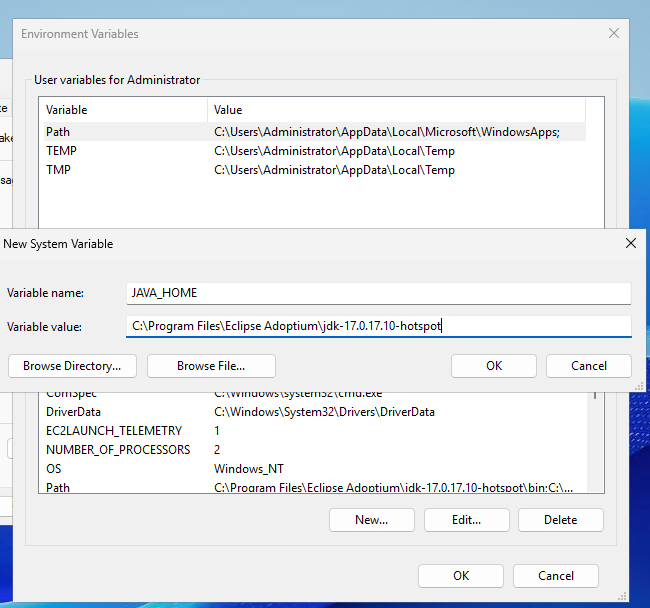 Environment Variables
User variables for Administrator
Variable Value
Path C:\Users\Administrator\AppData\Local\Microsoft\WindowsApps;
TEMP C:\Users\Administrator\AppData\Local\Temp
TMP C:\Users\Administrator\AppData\Local\Temp
New System Variable
Variable name: JAVA_HOME
Variable value: C:\Program Files\Eclipse Adoptium\jdk-17.0.17.10-hotspot
Browse Directory... Browse File... OK Cancel
ComSpec C:\Windows\system32\cmd.exe
DriverData C:\Windows\System32\Drivers\DriverData
EC2LAUNCH_TELEMETRY 1
NUMBER_OF_PROCESSORS 2
OS Windows_NT
Path C:\Program Files\Eclipse Adoptium\jdk-17.0.17.10-hotspot\bin;C:\...
New... Edit... Delete
OK Cancel